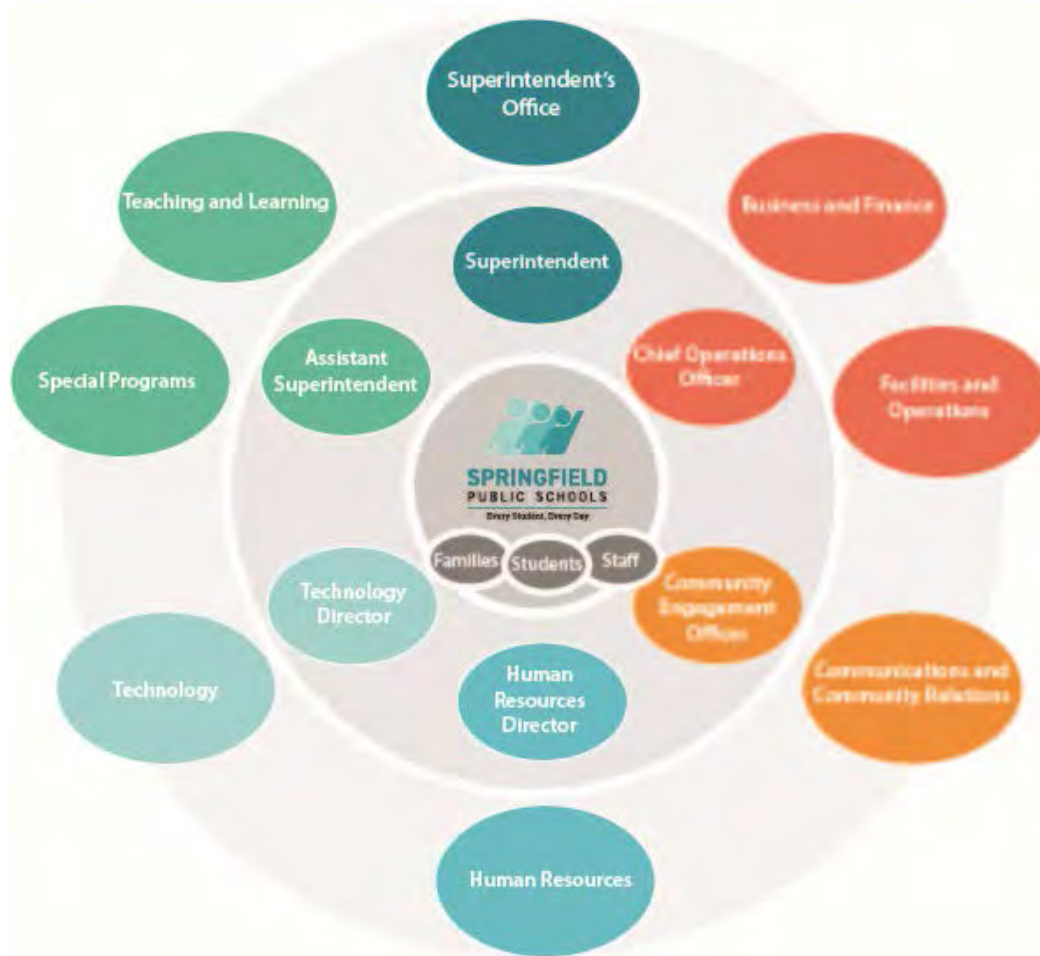 Superintendent's
Office
Teaching and Learning
Business and Finance
Superintendent
Special Programs
Assistant
Superintendent
Chief Operations
Officer
Facilities and
Operations
SPRINGFIELD
PUBLIC SCHOOLS
Every Student, Every Day
Families
Students
Staff
Technology
Director
Community
Engagement
Officer
Technology
Human
Resources
Director
Communications and
Community Relations
Human Resources